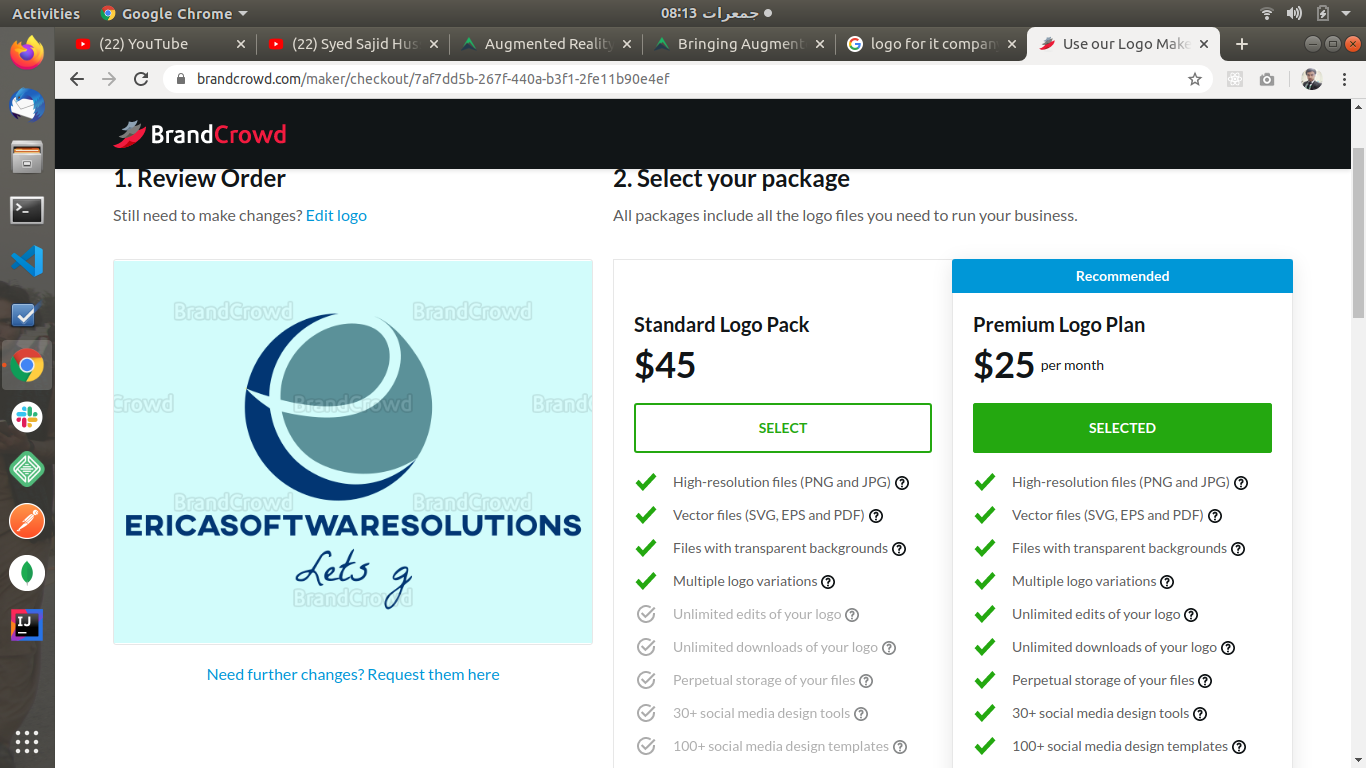 Activities
Google Chrome
جمعرات 08:13
(22) YouTube
(22) Syed Sajid Hus
Augmented Reality
Bringing Augment
logo for it company
Use our Logo Make
brandcrowd.com/maker/checkout/7af7dd5b-267f-440a-b3f1-2fe11b90e4ef
BrandCrowd
1. Review Order
Still need to make changes? Edit logo
BrandCrowd BrandCrowd
Crowd BrandCrowd Brand
BrandCrowd BrandCrowd
ERICASOFTWARESOLUTIONS
Lets g
BrandCrowd
Need further changes? Request them here
2. Select your package
All packages include all the logo files you need to run your business.
Standard Logo Pack
$45
SELECT
High-resolution files (PNG and JPG)
Vector files (SVG, EPS and PDF)
Files with transparent backgrounds
Multiple logo variations
Unlimited edits of your logo
Unlimited downloads of your logo
Perpetual storage of your files
30+ social media design tools
100+ social media design templates
Recommended
Premium Logo Plan
$25 per month
SELECTED
High-resolution files (PNG and JPG)
Vector files (SVG, EPS and PDF)
Files with transparent backgrounds
Multiple logo variations
Unlimited edits of your logo
Unlimited downloads of your logo
Perpetual storage of your files
30+ social media design tools
100+ social media design templates